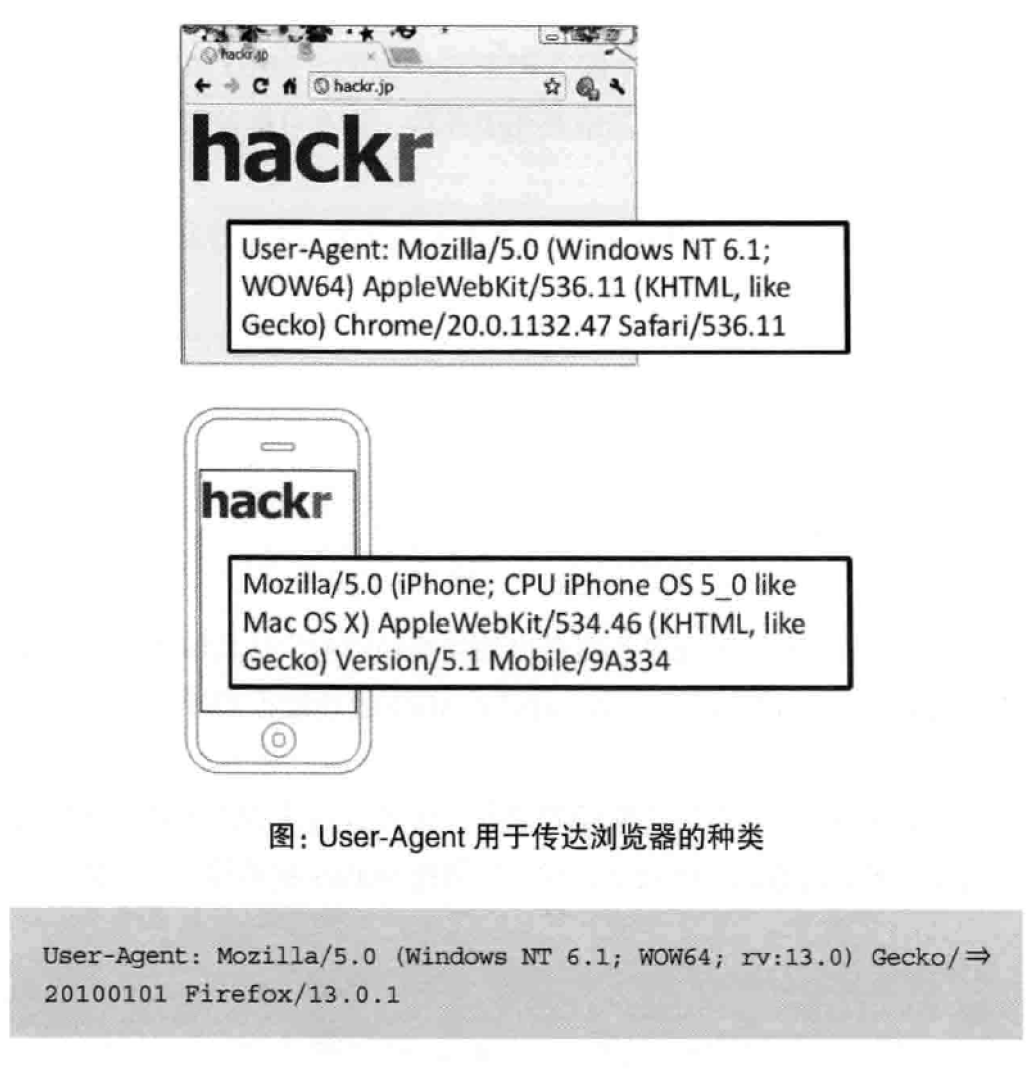 hackr.jp
hackr.jp
hackr
User-Agent: Mozilla/5.0 (Windows NT 6.1;
WOW64) AppleWebKit/536.11 (KHTML, like
Gecko) Chrome/20.0.1132.47 Safari/536.11
hackr
Mozilla/5.0 (iPhone; CPU iPhone OS 5_0 like
Mac OS X) AppleWebKit/534.46 (KHTML, like
Gecko) Version/5.1 Mobile/9A334
图：User-Agent 用于传达浏览器的种类
User-Agent: Mozilla/5.0 (Windows NT 6.1; WOW64; rv:13.0) Gecko/⇒
20100101 Firefox/13.0.1